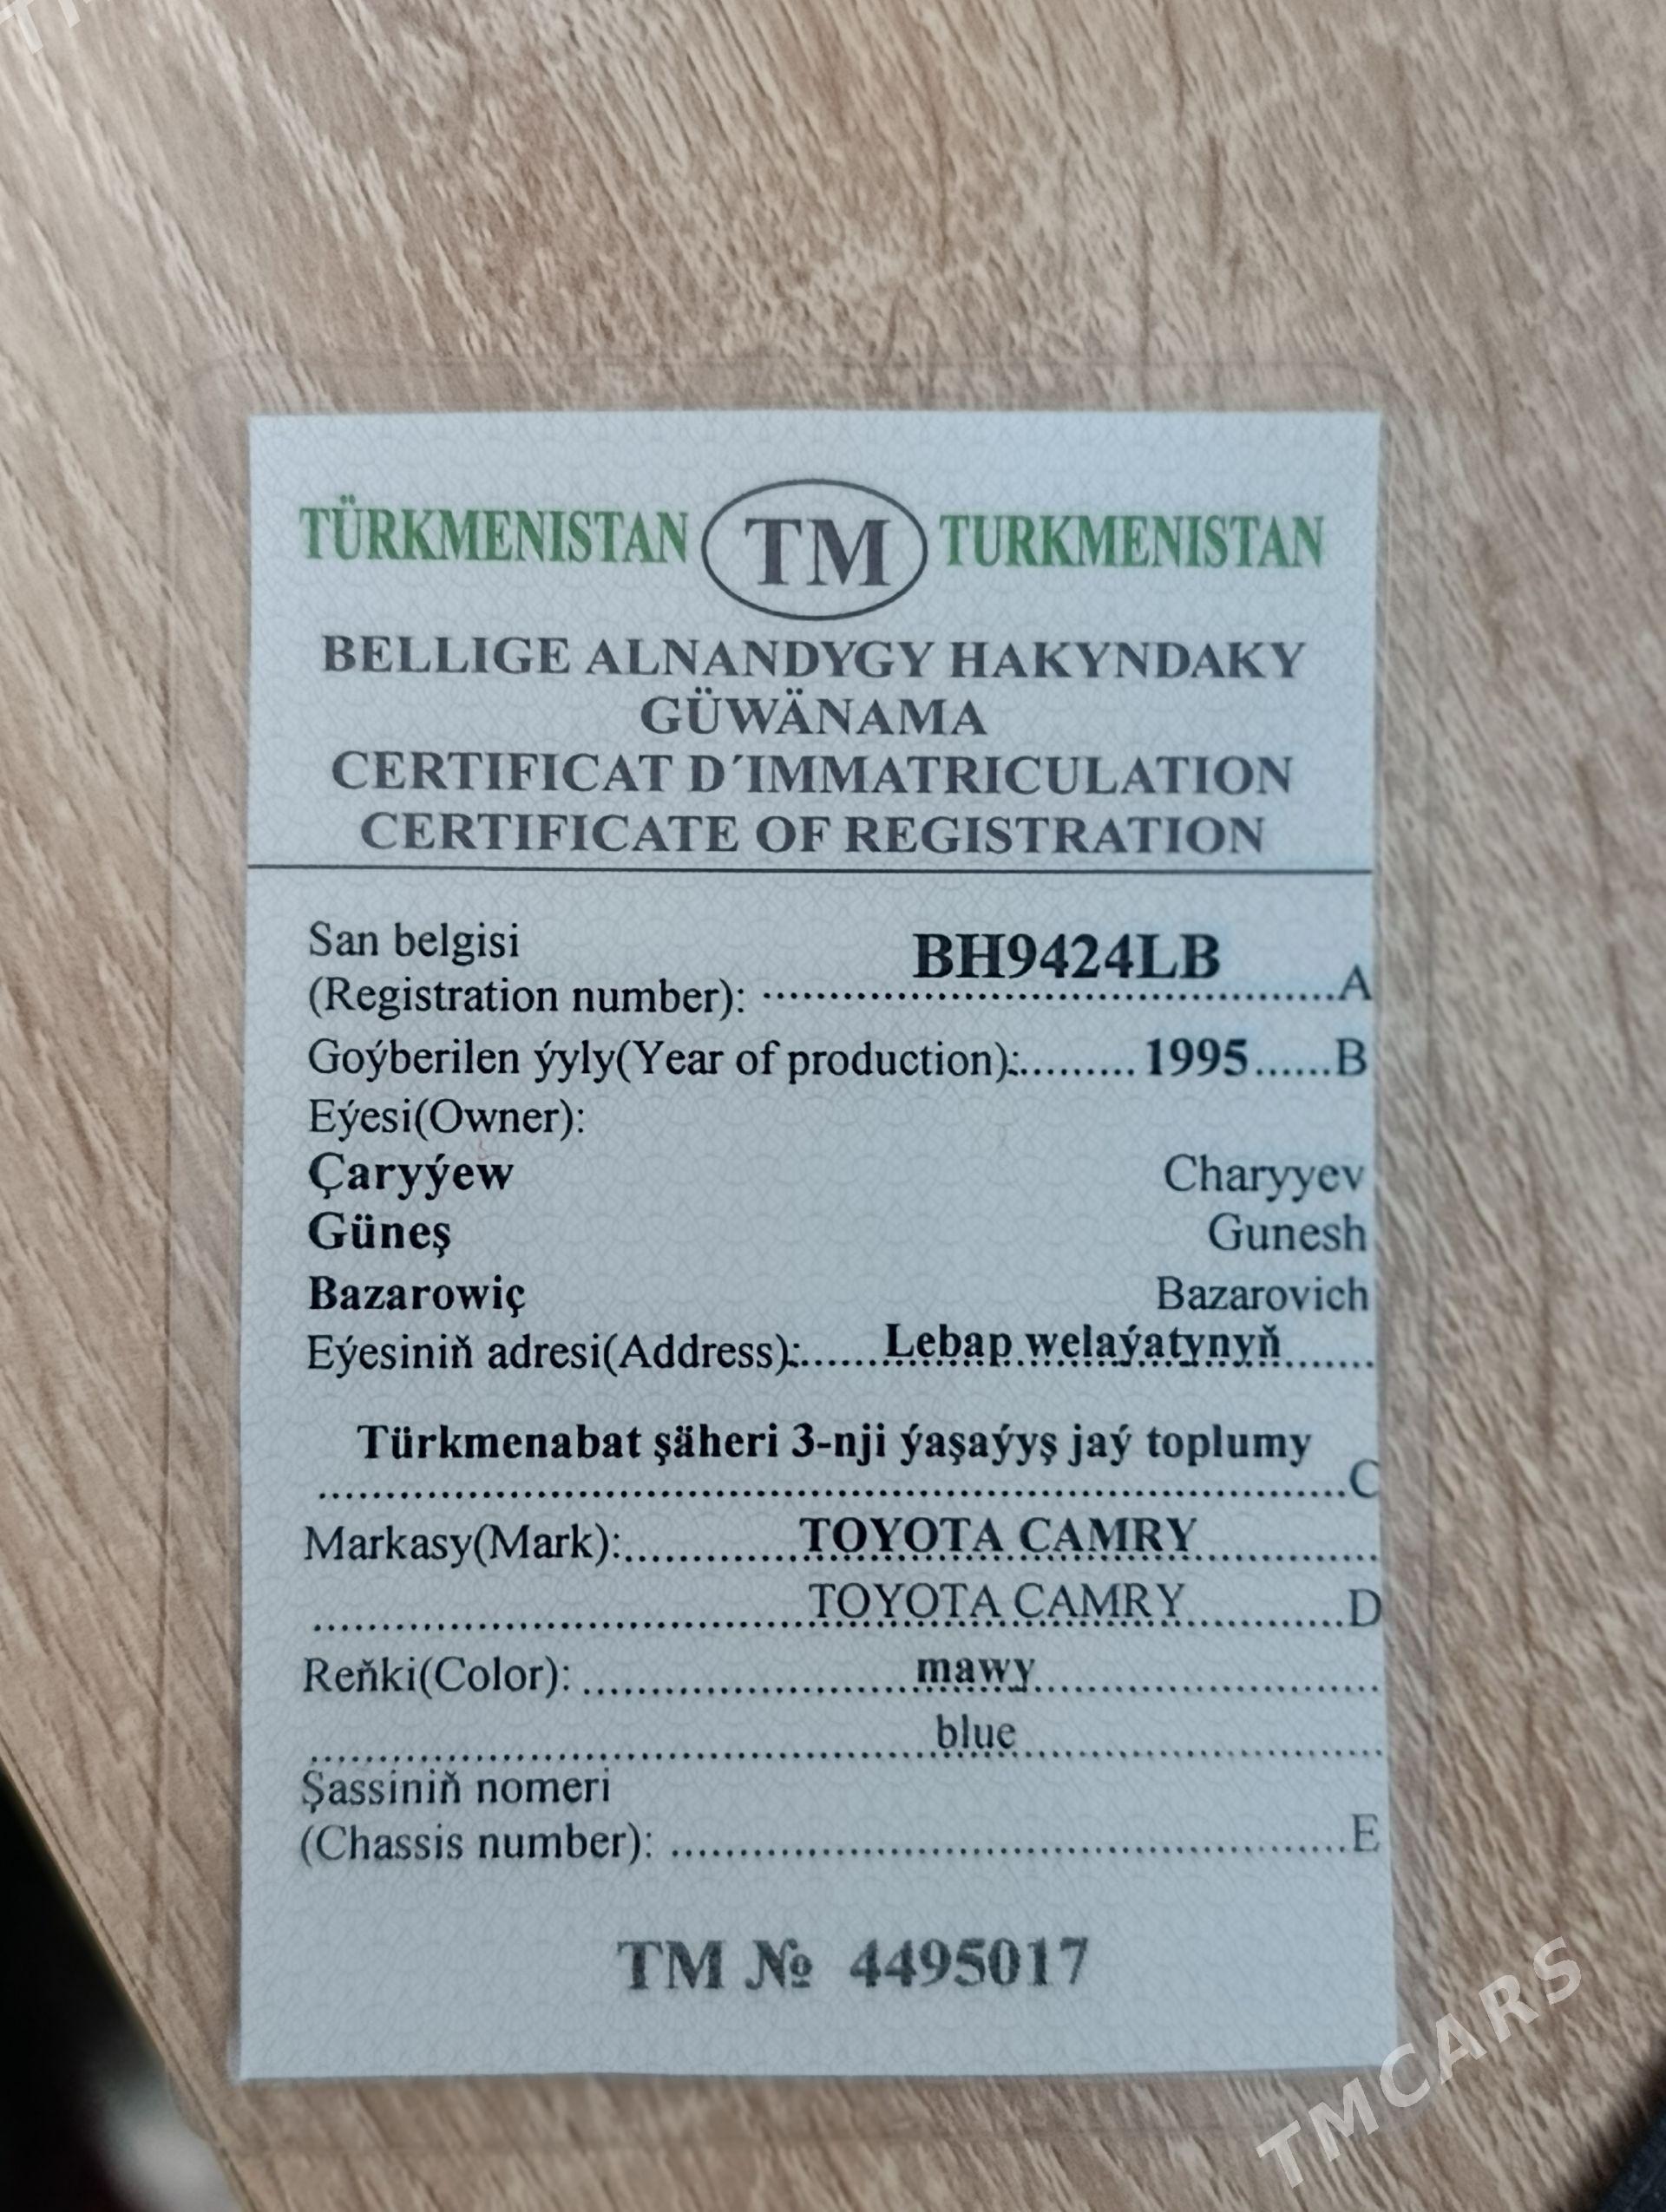 TÜRKMENISTAN TM TURKMENISTAN
BELLIGE ALNANDYGY HAKYNDAKY
GÜWÄNAMA
CERTIFICAT D´IMMATRICULATION
CERTIFICATE OF REGISTRATION
San belgisi
(Registration number): BH9424LB A
Goýberilen ýyly(Year of production): 1995 B
Eýesi(Owner):
Çaryýew Charyyev
Güneş Gunesh
Bazarowiç Bazarovich
Eýesiniň adresi(Address): Lebap welaýatynyň
Türkmenabat şäheri 3-nji ýaşaýyş jaý toplumy
C
Markasy(Mark): TOYOTA CAMRY
TOYOTA CAMRY D
Reňki(Color): mawy
blue
Şassiniň nomeri
(Chassis number): E
TM № 4495017
TMCARS